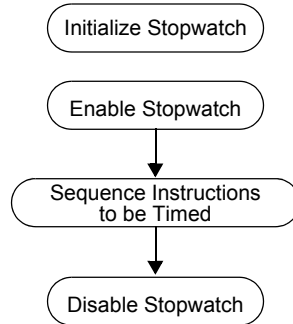 Initialize Stopwatch
Enable Stopwatch
Sequence Instructions
to be Timed
Disable Stopwatch